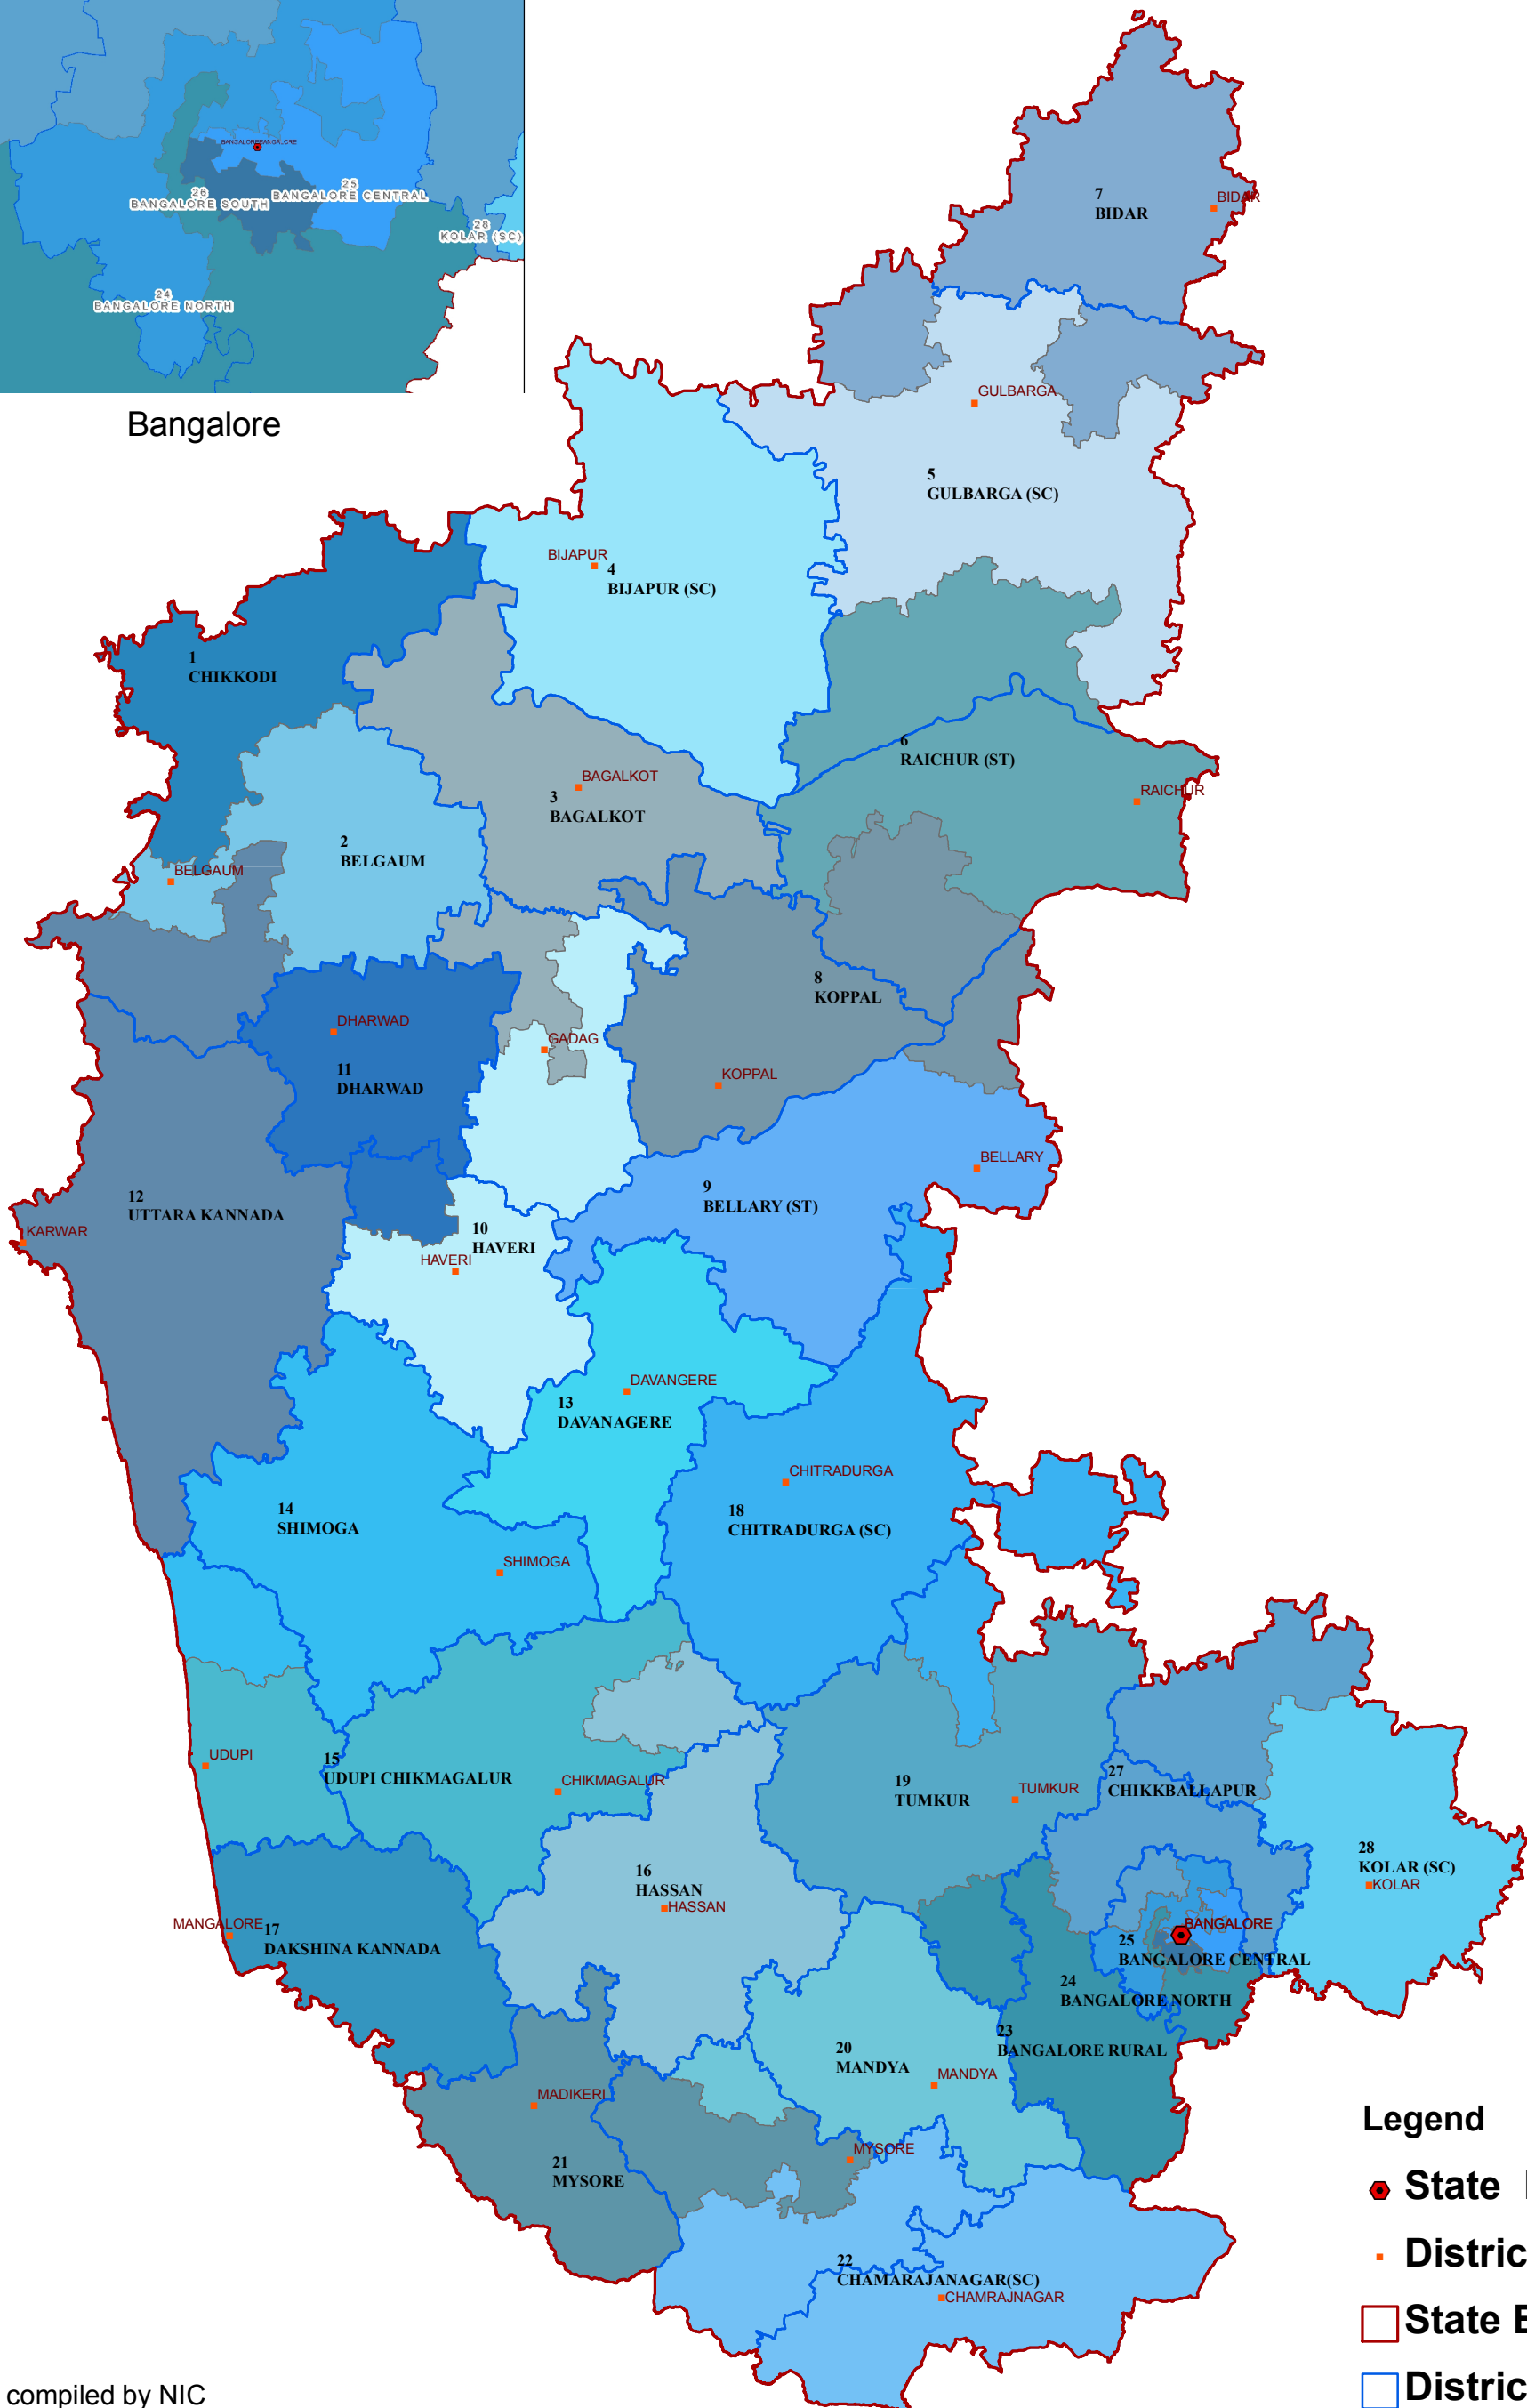 BANGALOREBANGALORE
26
BANGALORE SOUTH
25
BANGALORE CENTRAL
28
KOLAR (SC)
24
BANGALORE NORTH
Bangalore
7
BIDAR
BIDAR
GULBARGA
5
GULBARGA (SC)
BIJAPUR
4
BIJAPUR (SC)
1
CHIKKODI
6
RAICHUR (ST)
RAICHUR
BAGALKOT
3
BAGALKOT
2
BELGAUM
BELGAUM
8
KOPPAL
DHARWAD
GADAG
11
DHARWAD
KOPPAL
BELLARY
12
UTTARA KANNADA
9
BELLARY (ST)
KARWAR
10
HAVERI
HAVERI
DAVANGERE
13
DAVANAGERE
CHITRADURGA
14
SHIMOGA
18
CHITRADURGA (SC)
SHIMOGA
UDUPI
15
UDUPI CHIKMAGALUR
CHIKMAGALUR
19
TUMKUR
TUMKUR
27
CHIKKBALLAPUR
28
KOLAR (SC)
KOLAR
16
HASSAN
HASSAN
MANGALORE
17
DAKSHINA KANNADA
BANGALORE
25
BANGALORE CENTRAL
24
BANGALORE NORTH
23
BANGALORE RURAL
20
MANDYA
MANDYA
MADIKERI
MYSORE
21
MYSORE
22
CHAMARAJANAGAR(SC)
CHAMRAJNAGAR
Legend
State
Distric
State
Distric
compiled by NIC